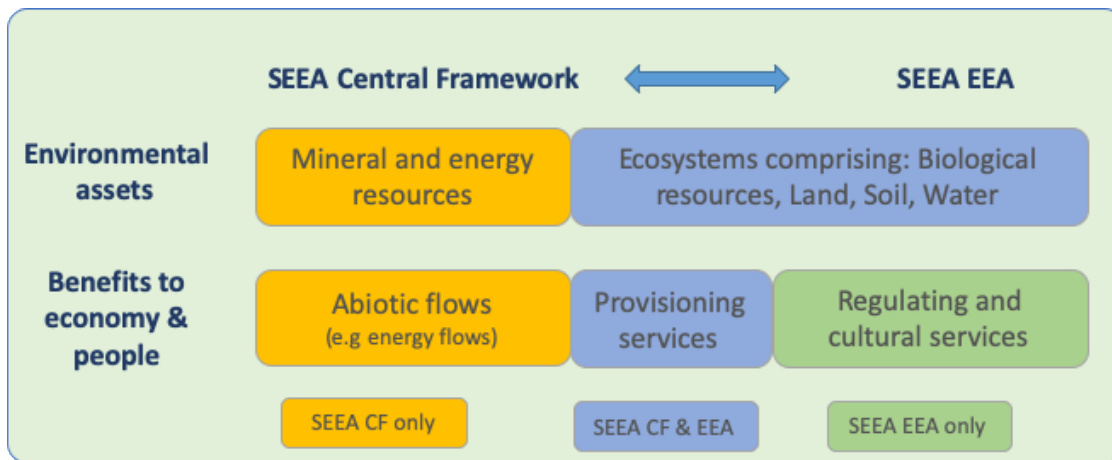 SEEA Central Framework
SEEA EEA
Environmental
assets
Mineral and energy
resources
Ecosystems comprising: Biological
resources, Land, Soil, Water
Benefits to
economy &
people
Abiotic flows
(e.g energy flows)
Provisioning
services
Regulating and
cultural services
SEEA CF only
SEEA CF & EEA
SEEA EEA only